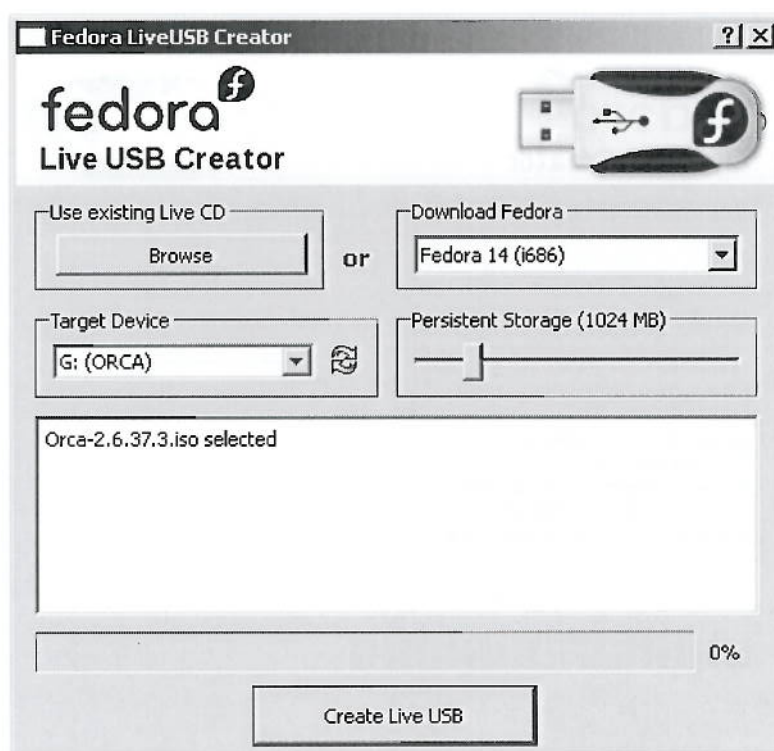 Fedora LiveUSB Creator
fedora
Live USB Creator
Use existing Live CD
Browse
or
Download Fedora
Fedora 14 (i686)
Target Device
G: (ORCA)
Persistent Storage (1024 MB)
Orca-2.6.37.3.iso selected
0%
Create Live USB